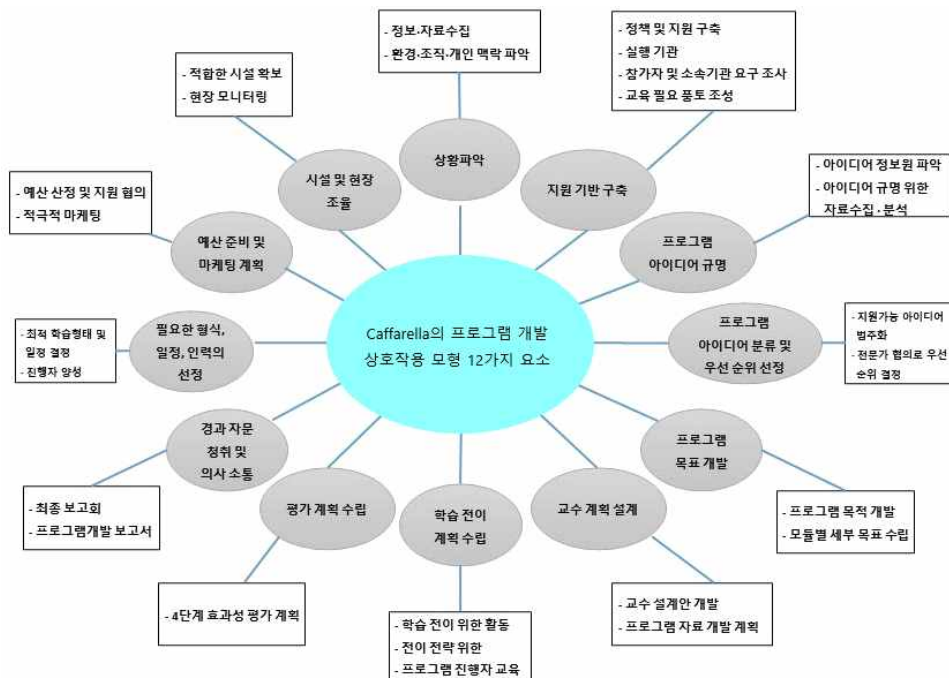 Caffarella의 프로그램 개발
상호작용 모형 12가지 요소
상황파악
- 정보·자료수집
- 환경·조직·개인 맥락 파악
지원 기반 구축
- 정책 및 지원 구축
- 실행 기관
- 참가자 및 소속기관 요구 조사
- 교육 필요 풍토 조성
프로그램
아이디어 규명
- 아이디어 정보원 파악
- 아이디어 규명 위한
자료수집·분석
프로그램
아이디어 분류 및
우선 순위 선정
- 지원가능 아이디어
범주화
- 전문가 협의로 우선
순위 결정
프로그램
목표 개발
- 프로그램 목적 개발
- 모듈별 세부 목표 수립
교수 계획 설계
- 교수 설계안 개발
- 프로그램 자료 개발 계획
학습 전이
계획 수립
- 학습 전이 위한 활동
- 전이 전략 위한
- 프로그램 진행자 교육
평가 계획 수립
- 4단계 효과성 평가 계획
경과 자문
청취 및
의사 소통
- 최종 보고회
- 프로그램개발 보고서
필요한 형식,
일정, 인력의
선정
- 최적 학습형태 및
일정 결정
- 진행자 양성
예산 준비 및
마케팅 계획
- 예산 산정 및 지원 협의
- 적극적 마케팅
시설 및 현장
조율
- 적합한 시설 확보
- 현장 모니터링